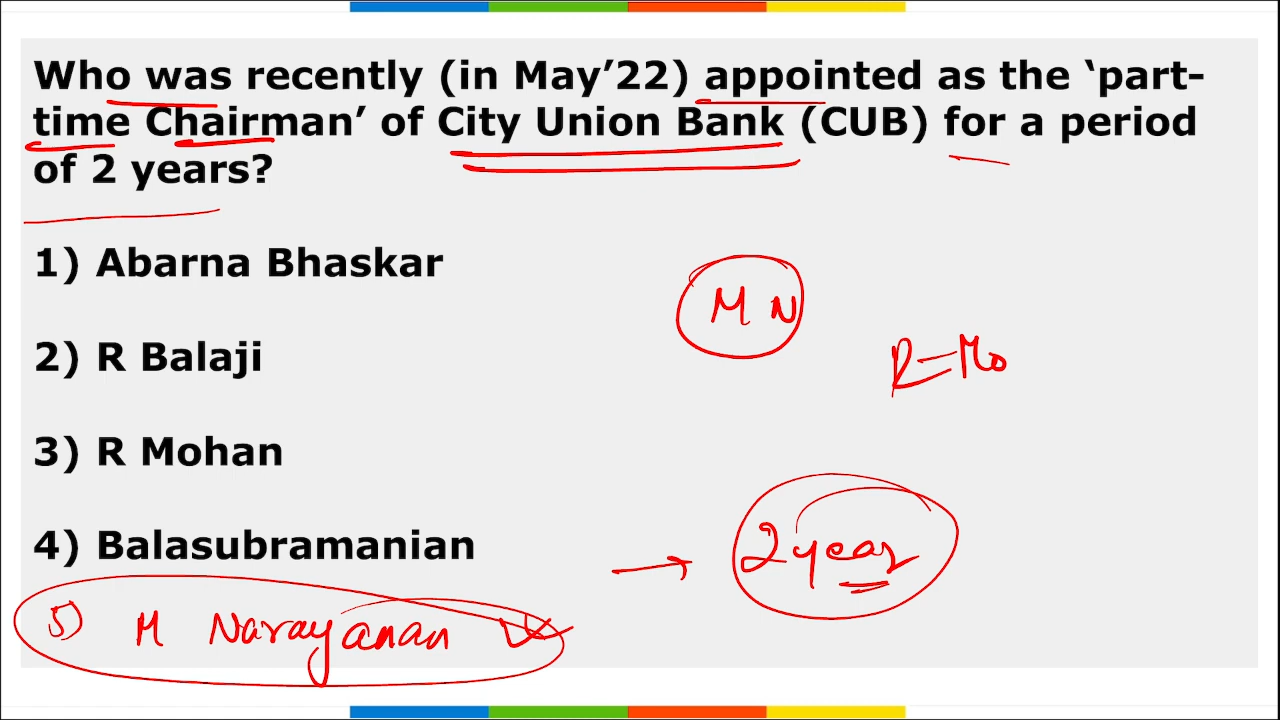 Who was recently (in May’22) appointed as the ‘part-
time Chairman’ of City Union Bank (CUB) for a period
of 2 years?
1) Abarna Bhaskar
M N
2) R Balaji
R-Mo
3) R Mohan
4) Balasubramanian
2 year
5) M Narayanan